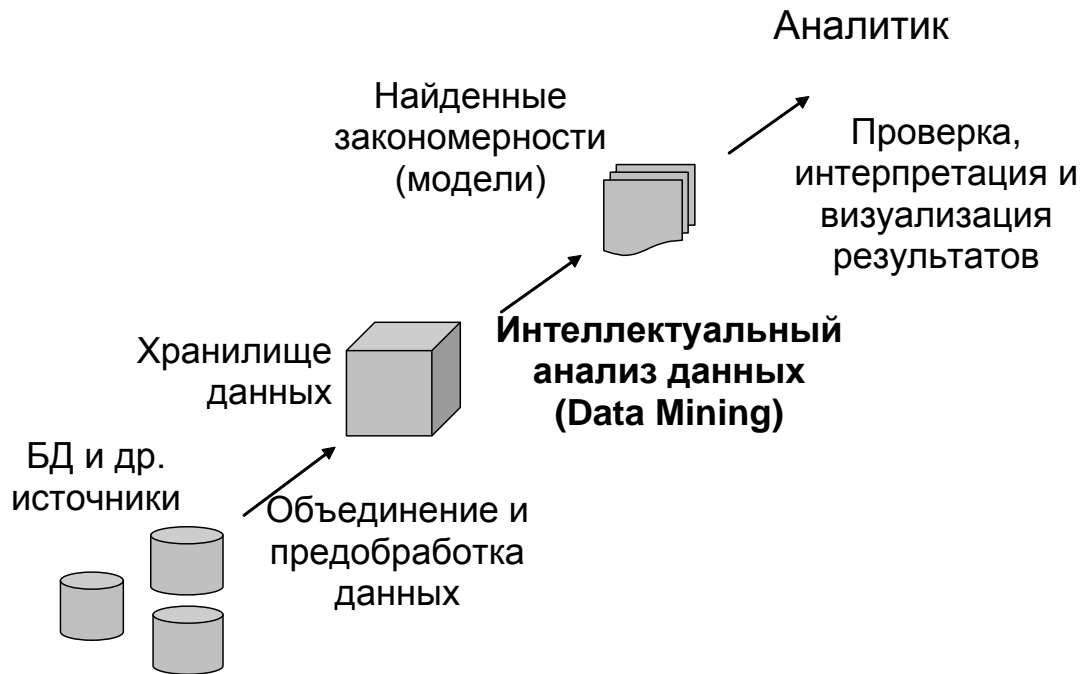 Аналитик
Найденные
закономерности
(модели)
Проверка,
интерпретация и
визуализация
результатов
Интеллектуальный
анализ данных
(Data Mining)
Хранилище
данных
БД и др.
источники
Объединение и
предобработка
данных